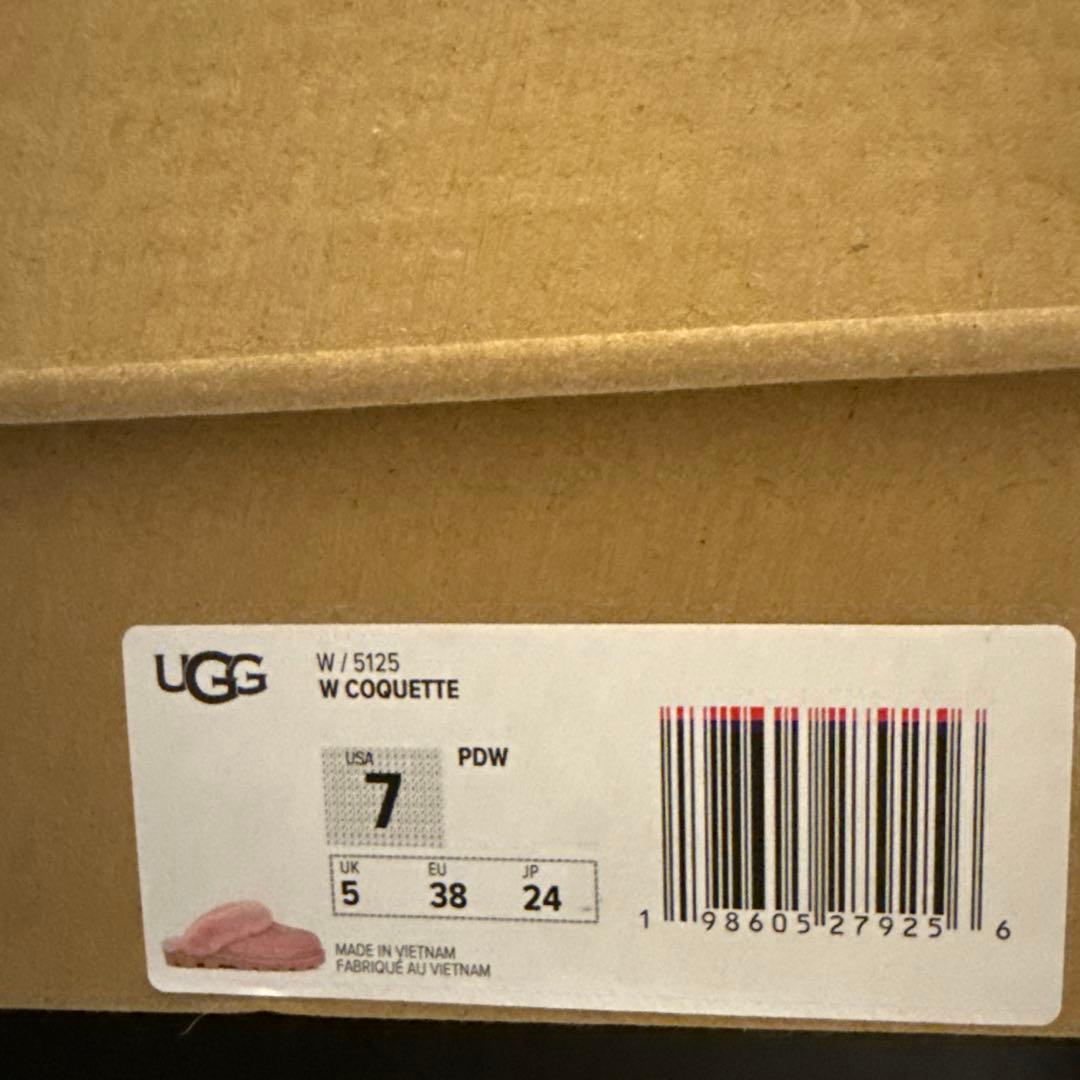 UGG
W / 5125
W COQUETTE
USA
7
PDW
UK EU JP
5 38 24
MADE IN VIETNAM
FABRIQUÉ AU VIETNAM
1 98605 27925 6